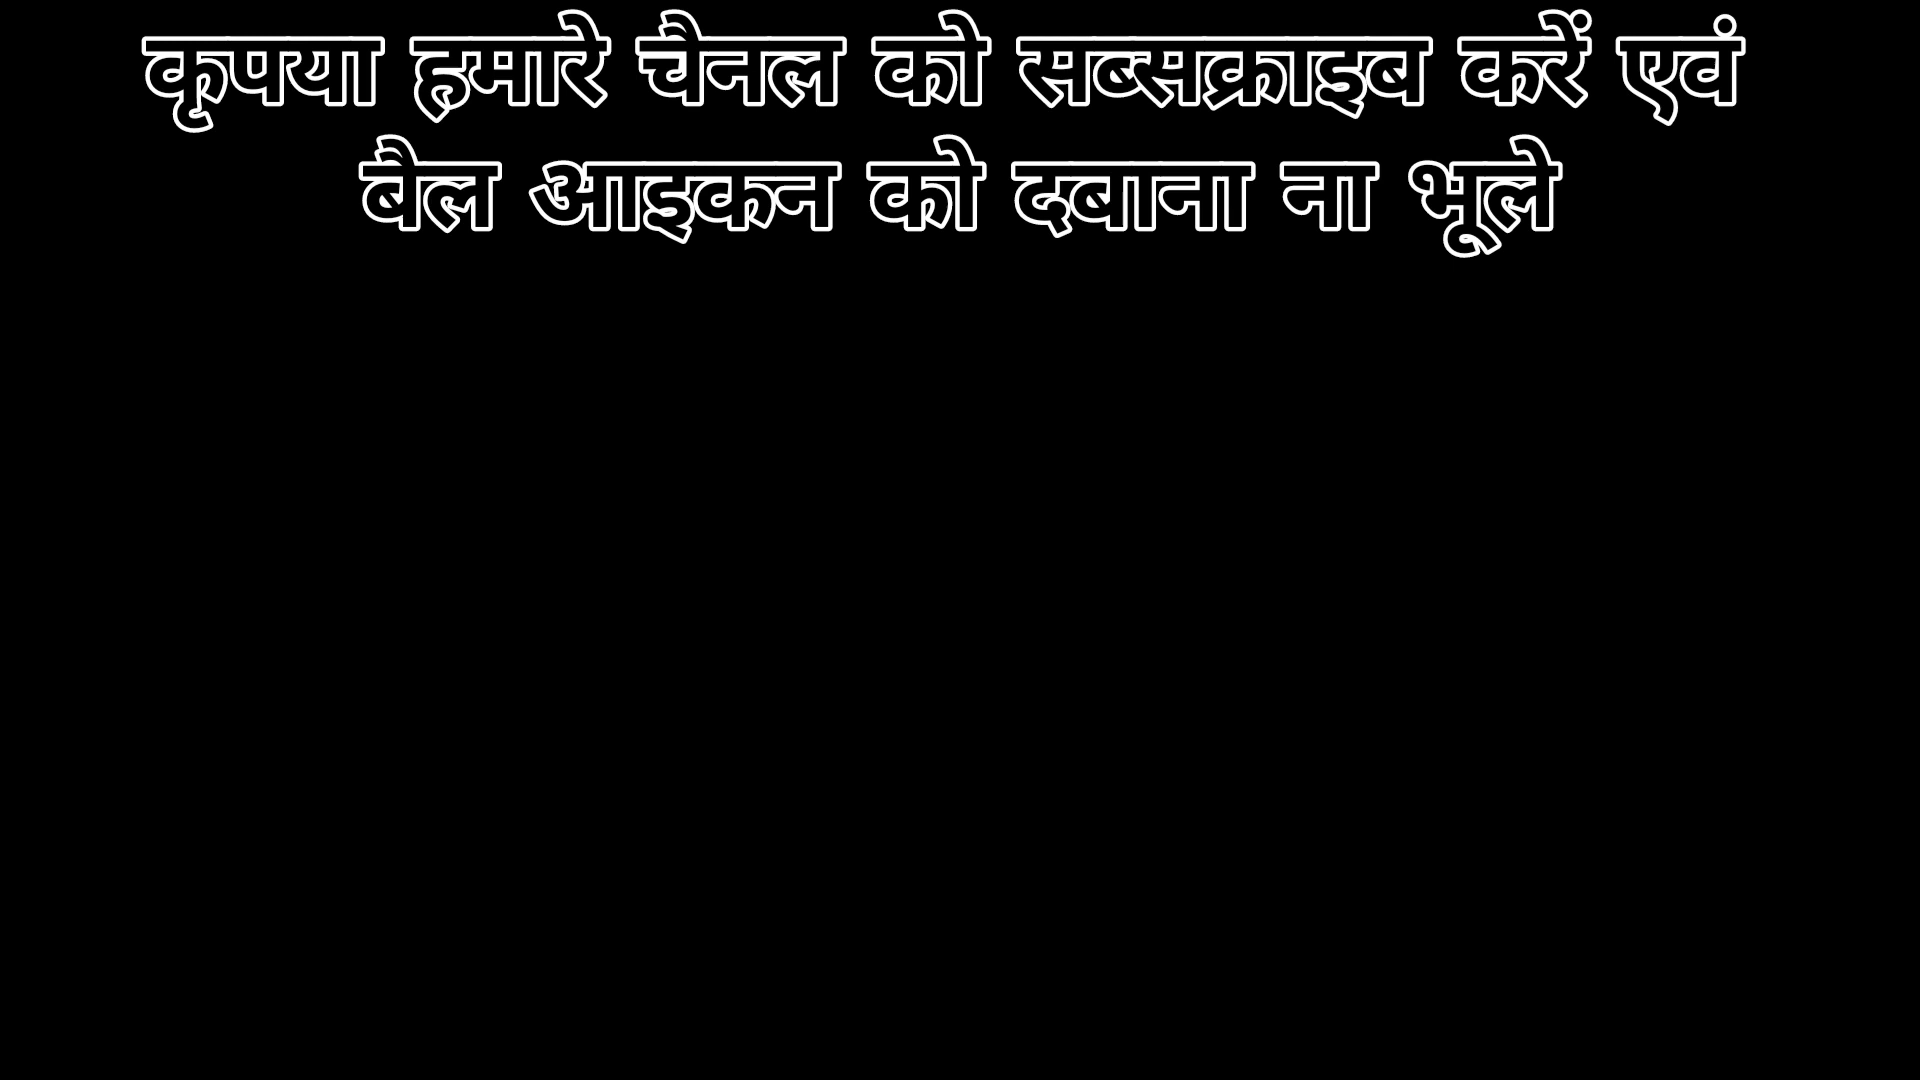 कृपया हमारे चैनल को सब्सक्राइब करें एवं
बैल आइकन को दबाना ना भूले